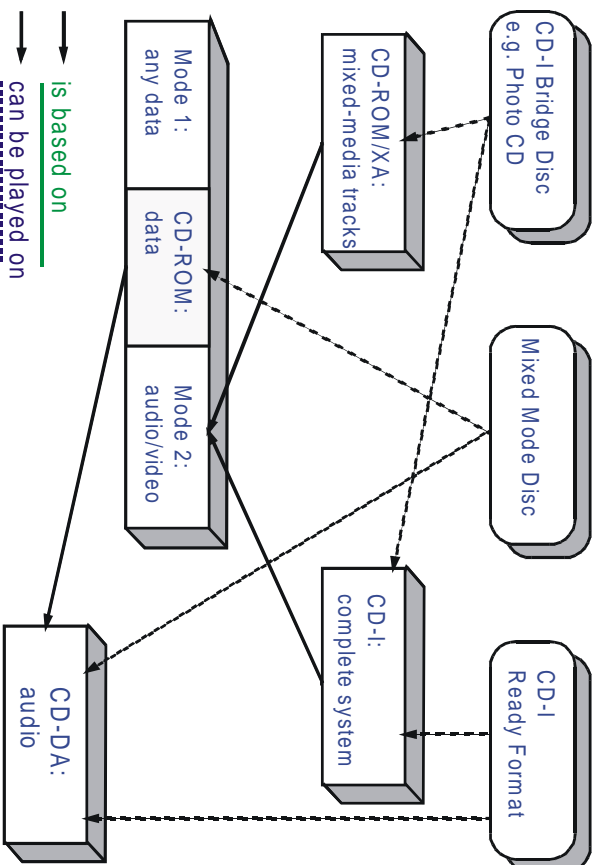 CD-I Bridge Disc
e.g. Photo CD
Mixed Mode Disc
CD-I
Ready Format
CD-ROM/XA:
mixed-media tracks
CD-I:
complete system
Mode 1:
any data
CD-ROM:
data
Mode 2:
audio/video
CD-DA:
audio
is based on
can be played on